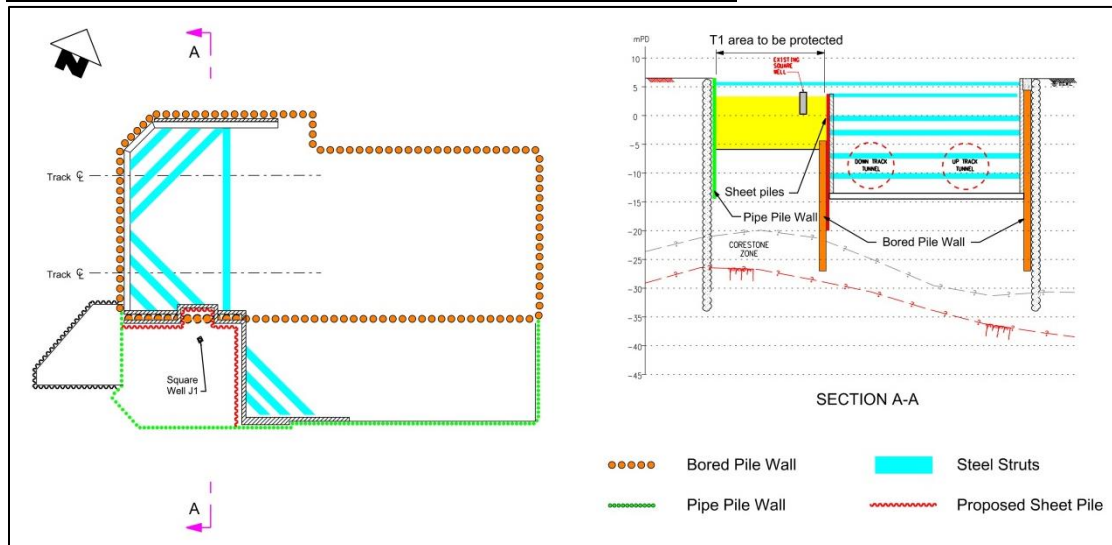 A
A
N
Track ℄
Track ℄
Square
Well J1
T1 area to be protected
mPD
10
5
0
-5
-10
-15
-20
-25
-30
-35
-40
-45
EXISTING
SQUARE
WELL
DOWN TRACK
TUNNEL
UP TRACK
TUNNEL
Sheet piles
Pipe Pile Wall
Bored Pile Wall
CORESTONE
ZONE
SECTION A-A
Bored Pile Wall
Steel Struts
Pipe Pile Wall
Proposed Sheet Pile